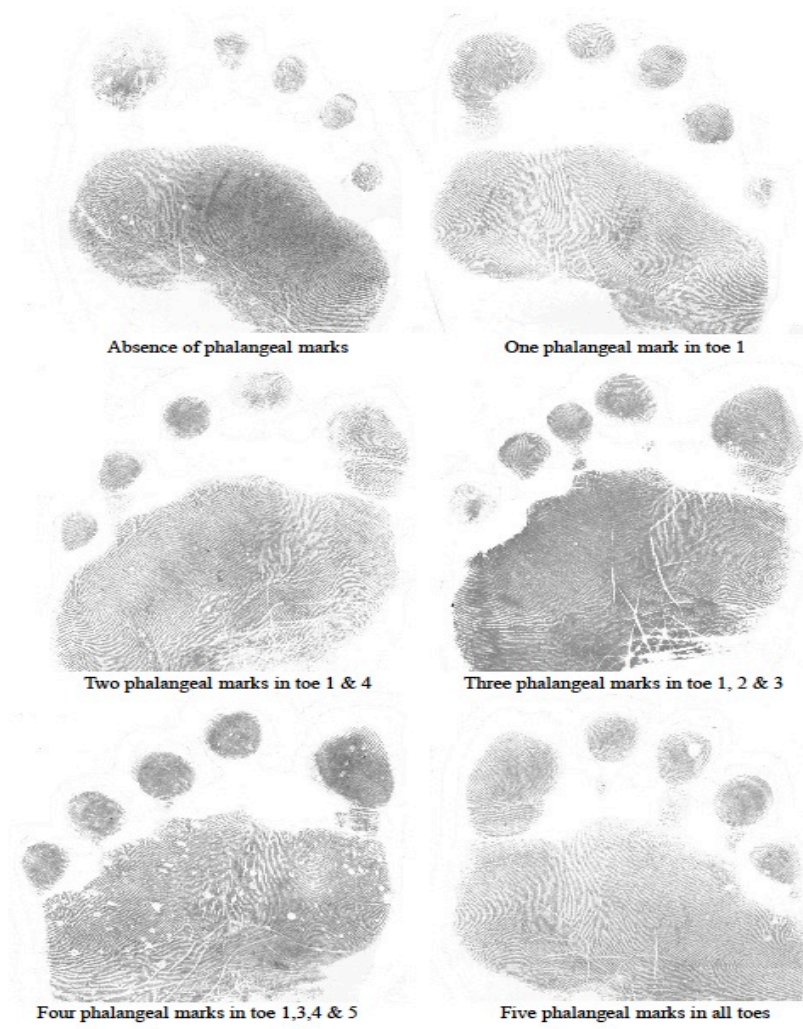 Absence of phalangeal marks
One phalangeal mark in toe 1
Two phalangeal marks in toe 1 & 4
Three phalangeal marks in toe 1, 2 & 3
Four phalangeal marks in toe 1,3,4 & 5
Five phalangeal marks in all toes